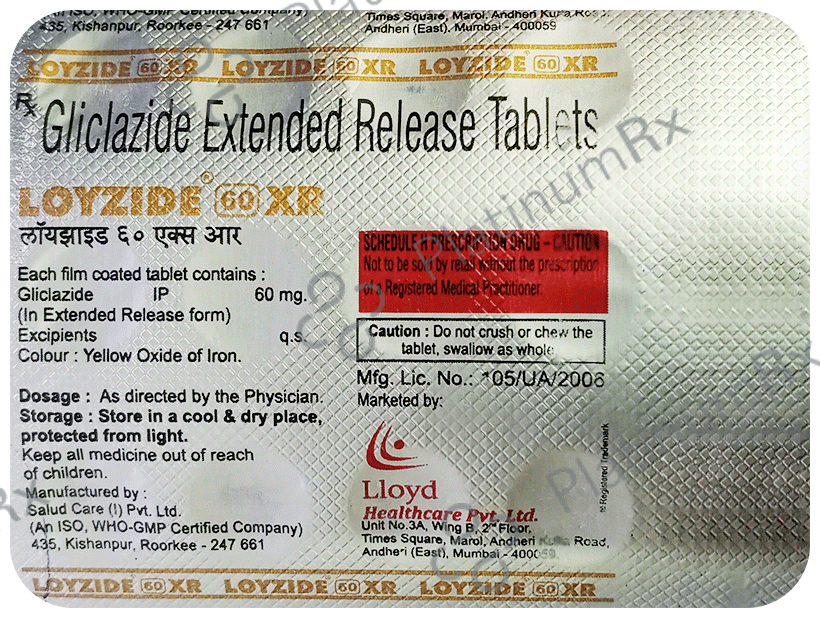 (An ISO, WHO-GMP Certified Company)
435, Kishanpur, Roorkee - 247 661
Times Square, Marol, Andheri Kurla Road,
Andheri (East), Mumbai - 400059
LOYZIDE 60 XR LOYZIDE 60 XR LOYZIDE 60 XR
Rx
Gliclazide Extended Release Tablets
LOYZIDE® 60 XR
लॉयझाइड ६० एक्स आर
Each film coated tablet contains :
Gliclazide IP 60 mg.
(In Extended Release form)
Excipients q.s.
Colour : Yellow Oxide of Iron.
Dosage : As directed by the Physician.
Storage : Store in a cool & dry place,
protected from light.
Keep all medicine out of reach
of children.
Manufactured by :
Salud Care (I) Pvt. Ltd.
(An ISO, WHO-GMP Certified Company)
435, Kishanpur, Roorkee - 247 661
SCHEDULE H PRESCRIPTION DRUG – CAUTION
Not to be sold by retail without the prescription
of a Registered Medical Practitioner.
Caution : Do not crush or chew the
tablet, swallow as whole
Mfg. Lic. No.: 105/UA/2006
Marketed by:
Lloyd
Healthcare Pvt. Ltd.
Unit No.3A, Wing B, 2nd Floor,
Times Square, Marol, Andheri Kurla Road,
Andheri (East), Mumbai - 400059.
® Registered Trademark
LOYZIDE 60 XR LOYZIDE 60 XR LOYZIDE 60 XR
PlatinumRx